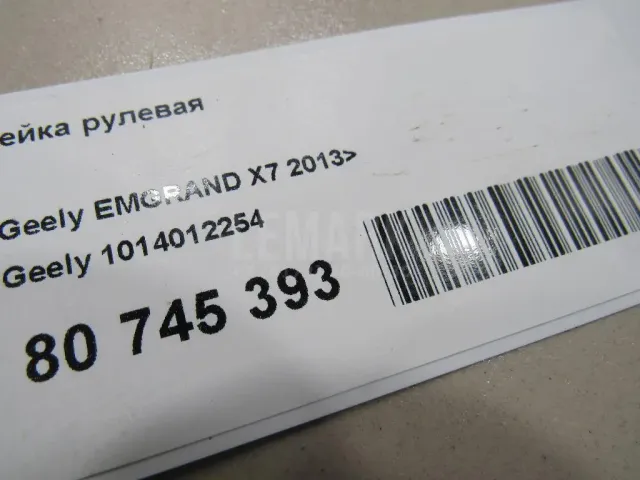 ейка рулевая
Geely EMGRAND X7 2013>
Geely 1014012254
80 745 393